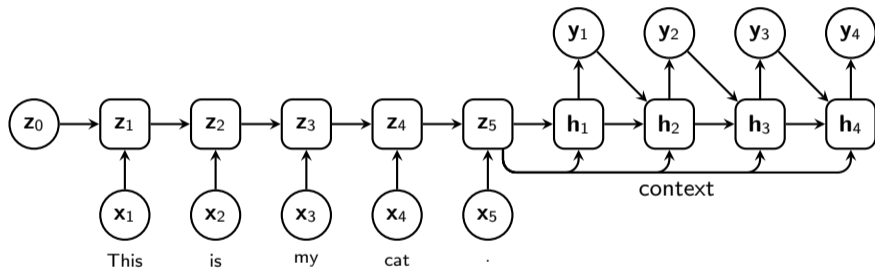 y₁ y₂ y₃ y₄
z₀ z₁ z₂ z₃ z₄ z₅ h₁ h₂ h₃ h₄
context
x₁ x₂ x₃ x₄ x₅
This is my cat .